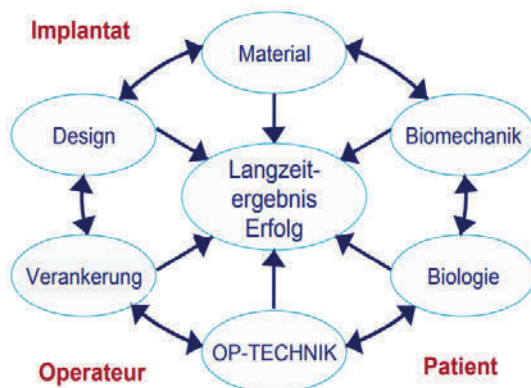 Implantat
Material
Design
Biomechanik
Langzeit-
ergebnis
Erfolg
Verankerung
Biologie
OP-TECHNIK
Operateur
Patient